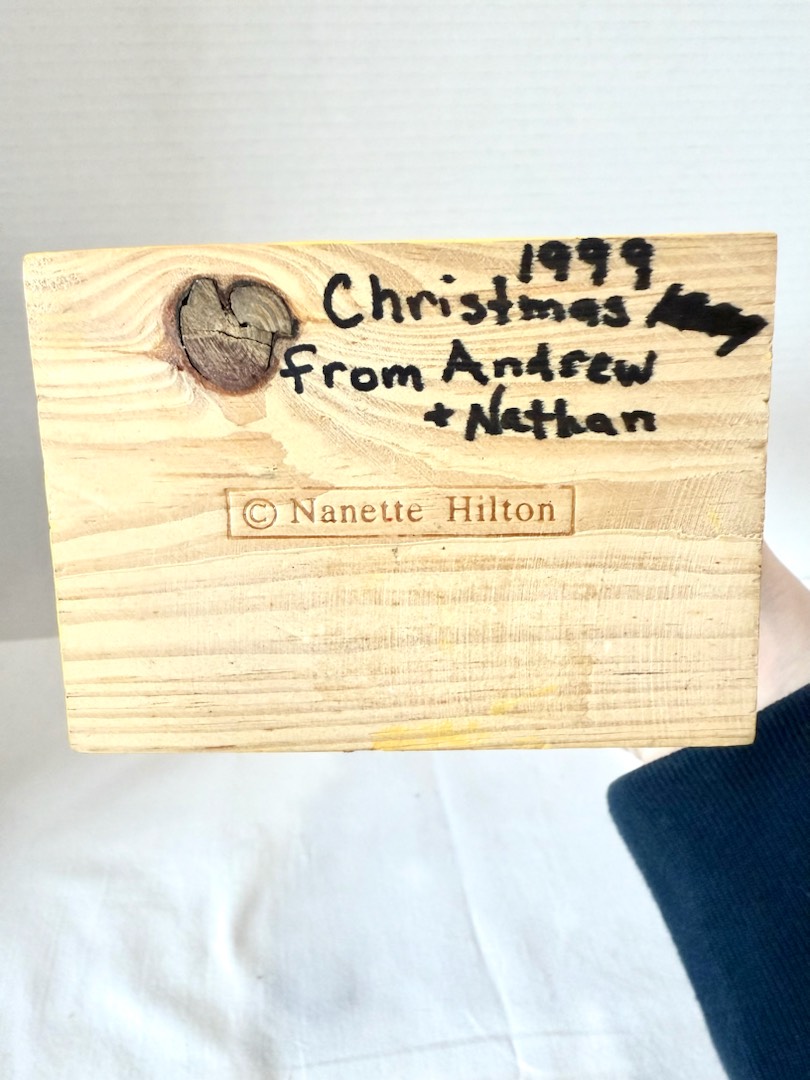 1999
Christmas
from Andrew
+ Nathan
© Nanette Hilton